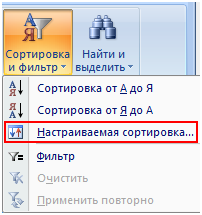 Сортировка
и фильтр
Найти и
выделить
Сортировка от А до Я
Сортировка от Я до А
Настраиваемая сортировка...
Фильтр
Очистить
Применить повторно